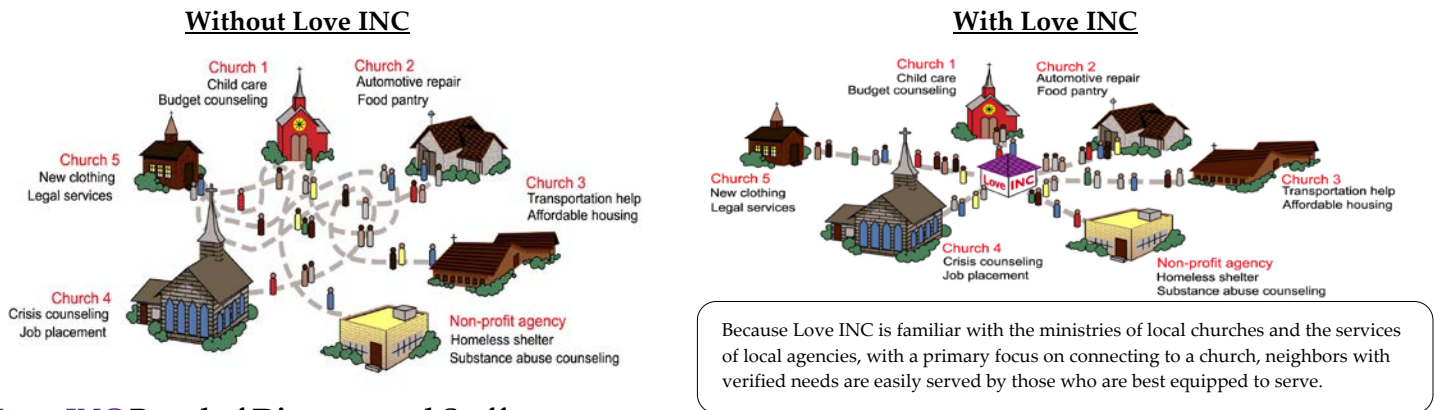 Without Love INC
Church 1
Child care
Budget counseling
Church 2
Automotive repair
Food pantry
Church 5
New clothing
Legal services
Church 3
Transportation help
Affordable housing
Church 4
Crisis counseling
Job placement
Non-profit agency
Homeless shelter
Substance abuse counseling
With Love INC
Church 1
Child care
Budget counseling
Church 2
Automotive repair
Food pantry
Church 5
New clothing
Legal services
Love INC
Church 3
Transportation help
Affordable housing
Church 4
Crisis counseling
Job placement
Non-profit agency
Homeless shelter
Substance abuse counseling
Because Love INC is familiar with the ministries of local churches and the services
of local agencies, with a primary focus on connecting to a church, neighbors with
verified needs are easily served by those who are best equipped to serve.